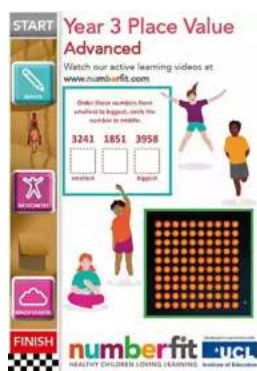 START
Year 3 Place Value
Advanced
Watch our active learning videos at
www.numberfit.com
Order these numbers from
smallest to biggest, circle the
number in middle.
3241 1851 3958
smallest
biggest
MOVEMENT
FINISH
numberfit
HEALTHY CHILDREN LOVING LEARNING
UCL
Institute of Education